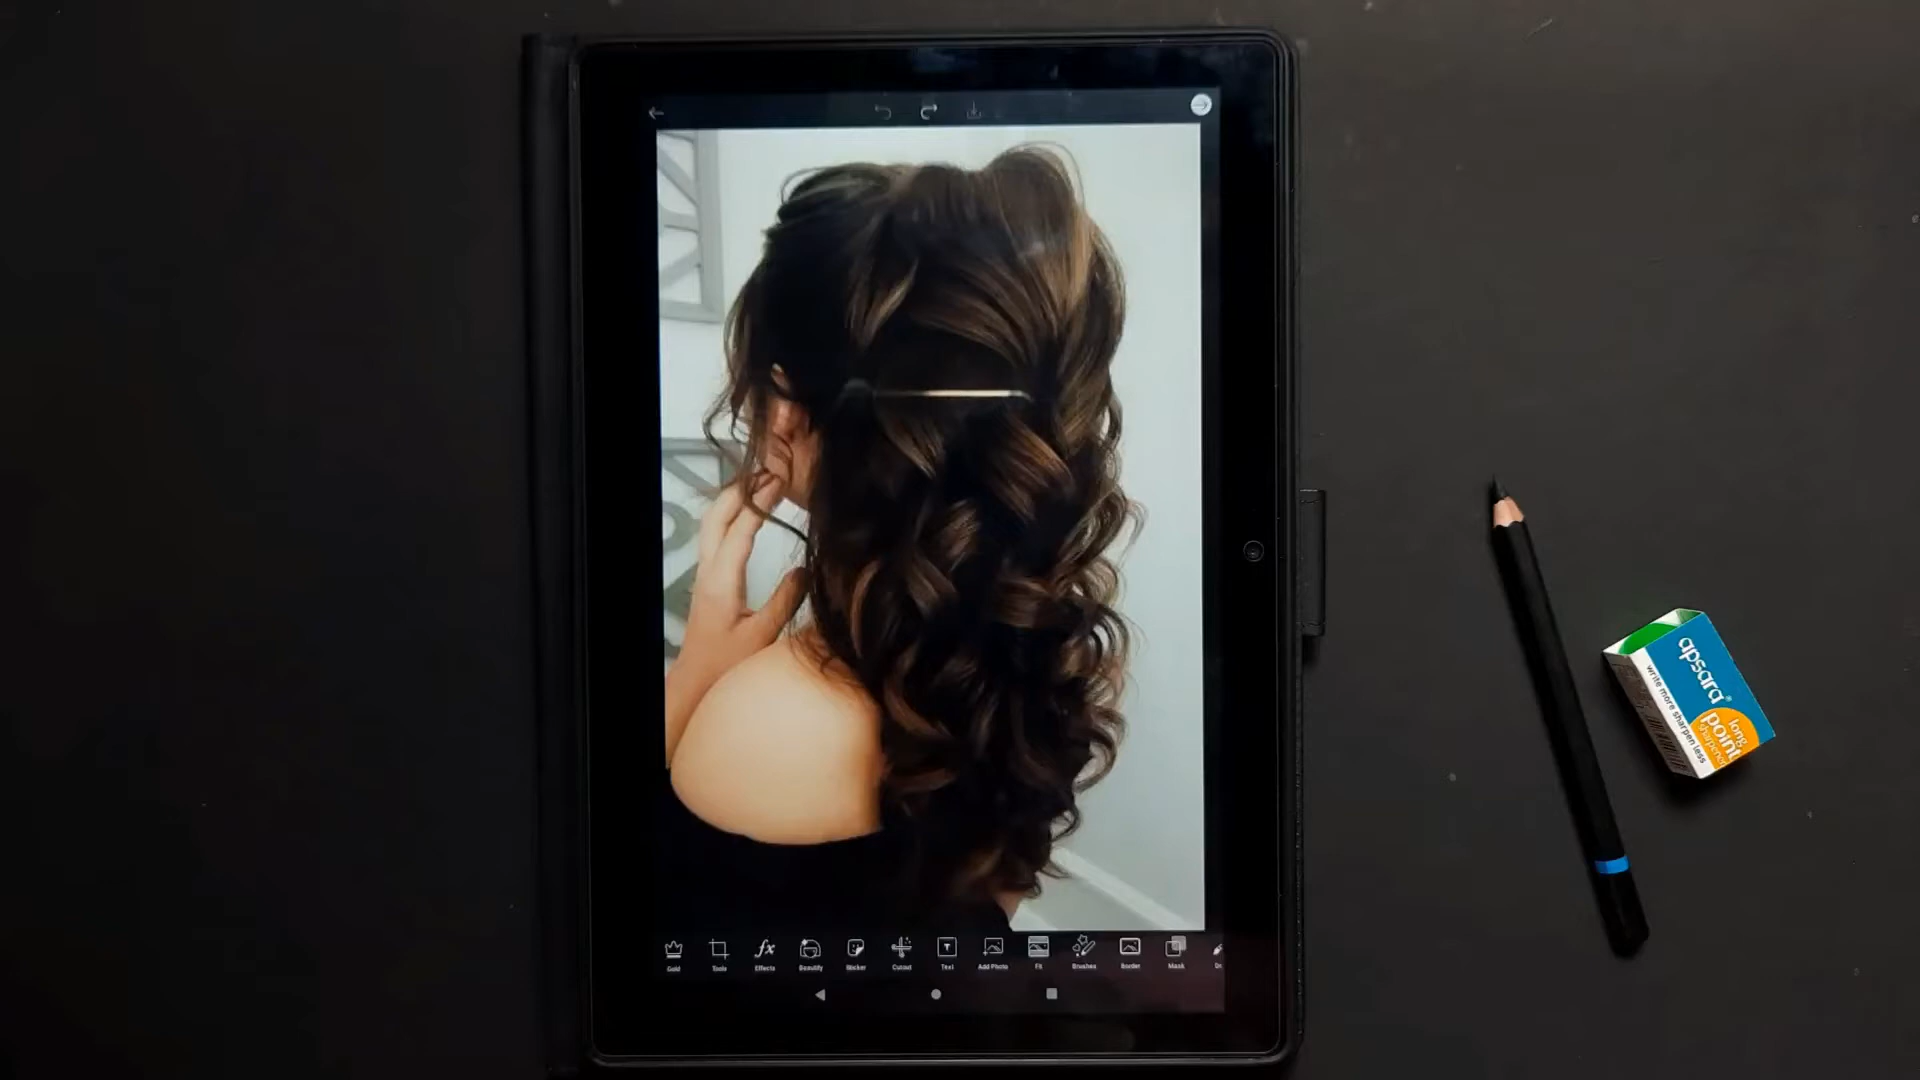 Gold
Tools
Effects
Beautify
Sticker
Cutout
Text
Add Photo
Fit
Brushes
Border
Mask
apsara®
long
point
sharpener
write more sharpen less